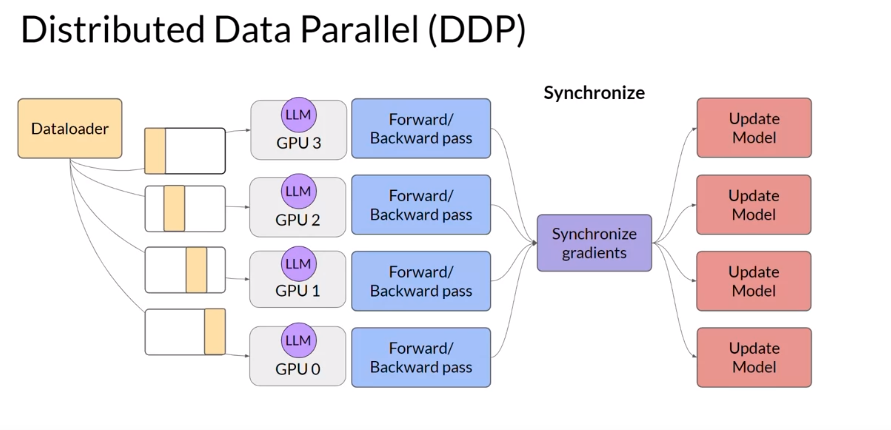 Distributed Data Parallel (DDP)
Synchronize
Dataloader
LLM
GPU 3
Forward/
Backward pass
Update
Model
LLM
GPU 2
Forward/
Backward pass
Update
Model
Synchronize
gradients
LLM
GPU 1
Forward/
Backward pass
Update
Model
LLM
GPU 0
Forward/
Backward pass
Update
Model